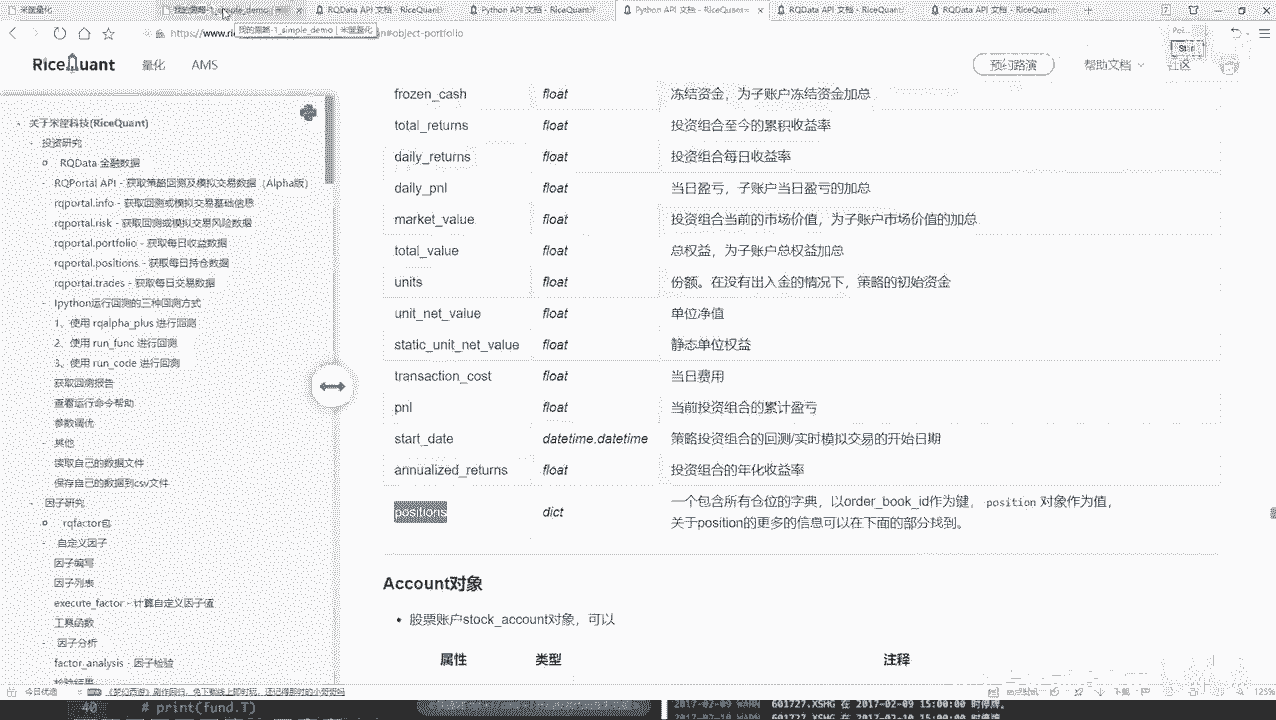 米筐量化
我的策略-1_simple_demo | 米筐
RQData API 文档 - RiceQuant
Python API 文档 - RiceQuant
Python API 文档 - RiceQuant
RQData API 文档 - RiceQuant
RQData API 文档 - RiceQuant
https://www.ric
我的策略-1_simple_demo | 米筐量化
n#object-portfolio
RiceQuant
量化
AMS
预约路演
帮助文档
社区
关于米筐科技(RiceQuant)
投资研究
RQData 金融数据
RQPortal API - 获取策略回测及模拟交易数据（Alpha版）
rqportal.info - 获取回测或模拟交易基础信息
rqportal.risk - 获取回测或模拟交易风险数据
rqportal.portfolio - 获取每日收益数据
rqportal.positions - 获取每日持仓数据
rqportal.trades - 获取每日交易数据
Ipython运行回测的三种回测方式
1、使用 rqalpha_plus 进行回测
2、使用 run_func 进行回测
3、使用 run_code 进行回测
获取回测报告
查看运行命令帮助
参数调优
其他
读取自己的数据文件
保存自己的数据到csv文件
因子研究
rqfactor包
自定义因子
因子编写
因子列表
execute_factor - 计算自定义因子值
工具函数
因子分析
factor_analysis - 因子检验
frozen_cash float 冻结资金，为子账户冻结资金加总
total_returns float 投资组合至今的累积收益率
daily_returns float 投资组合每日收益率
daily_pnl float 当日盈亏，子账户当日盈亏的加总
market_value float 投资组合当前的市场价值，为子账户市场价值的加总
total_value float 总权益，为子账户总权益加总
units float 份额。在没有出入金的情况下，策略的初始资金
unit_net_value float 单位净值
static_unit_net_value float 静态单位权益
transaction_cost float 当日费用
pnl float 当前投资组合的累计盈亏
start_date datetime.datetime 策略投资组合的回测/实时模拟交易的开始日期
annualized_returns float 投资组合的年化收益率
positions dict 一个包含所有仓位的字典，以order_book_id作为键， position 对象作为值，
关于position的更多的信息可以在下面的部分找到。
Account对象
• 股票账户stock_account对象，可以
属性 类型 注释
今日优选
125%
40 # print(fund.T)
2017-02-09 WARN 601727.XSHG 在 2017-02-09 15:00:00 时停牌。
2017-02-10 WARN 601727.XSHG 在 2017-02-10 15:00:00 时停牌